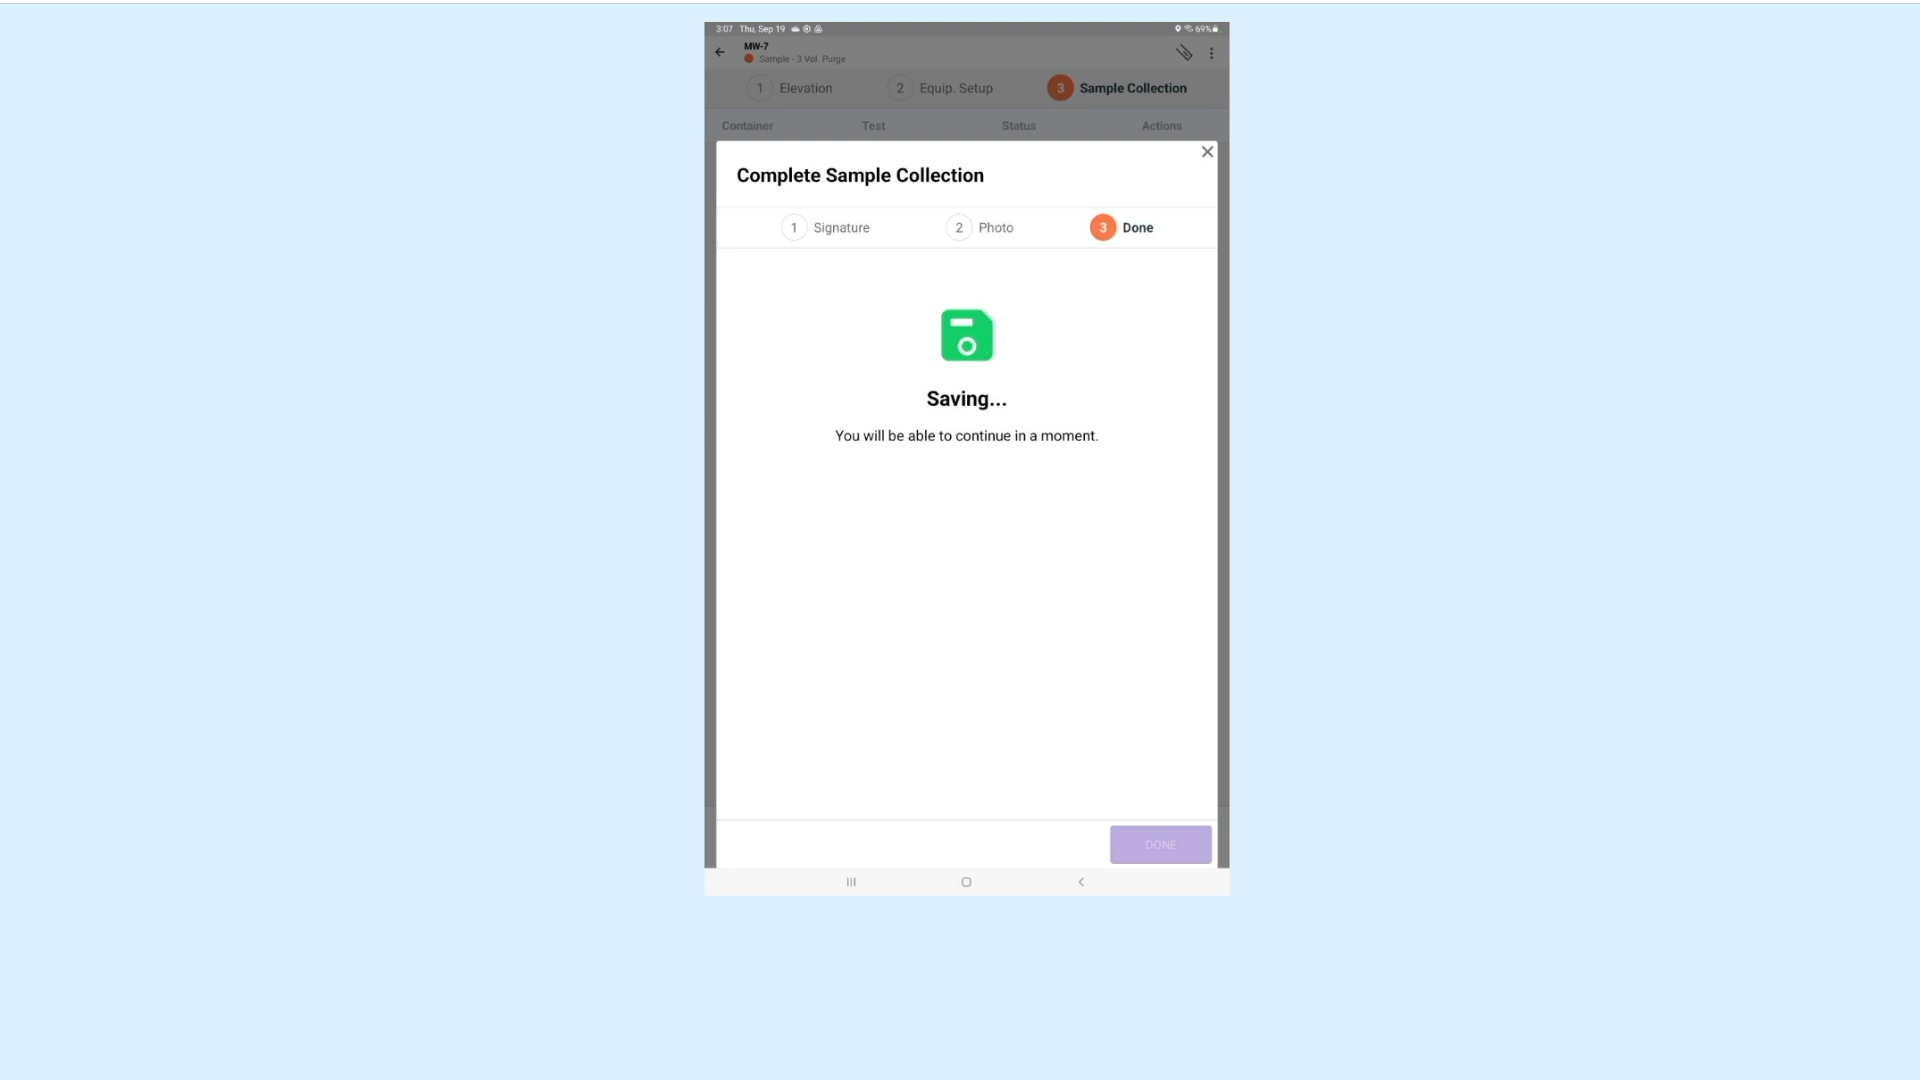 3:07 Thu, Sep 19 69%
MW-7
Sample - 3 Vol. Purge
1 Elevation 2 Equip. Setup 3 Sample Collection
Container Test Status Actions
Complete Sample Collection
1 Signature 2 Photo 3 Done
Saving...
You will be able to continue in a moment.
DONE